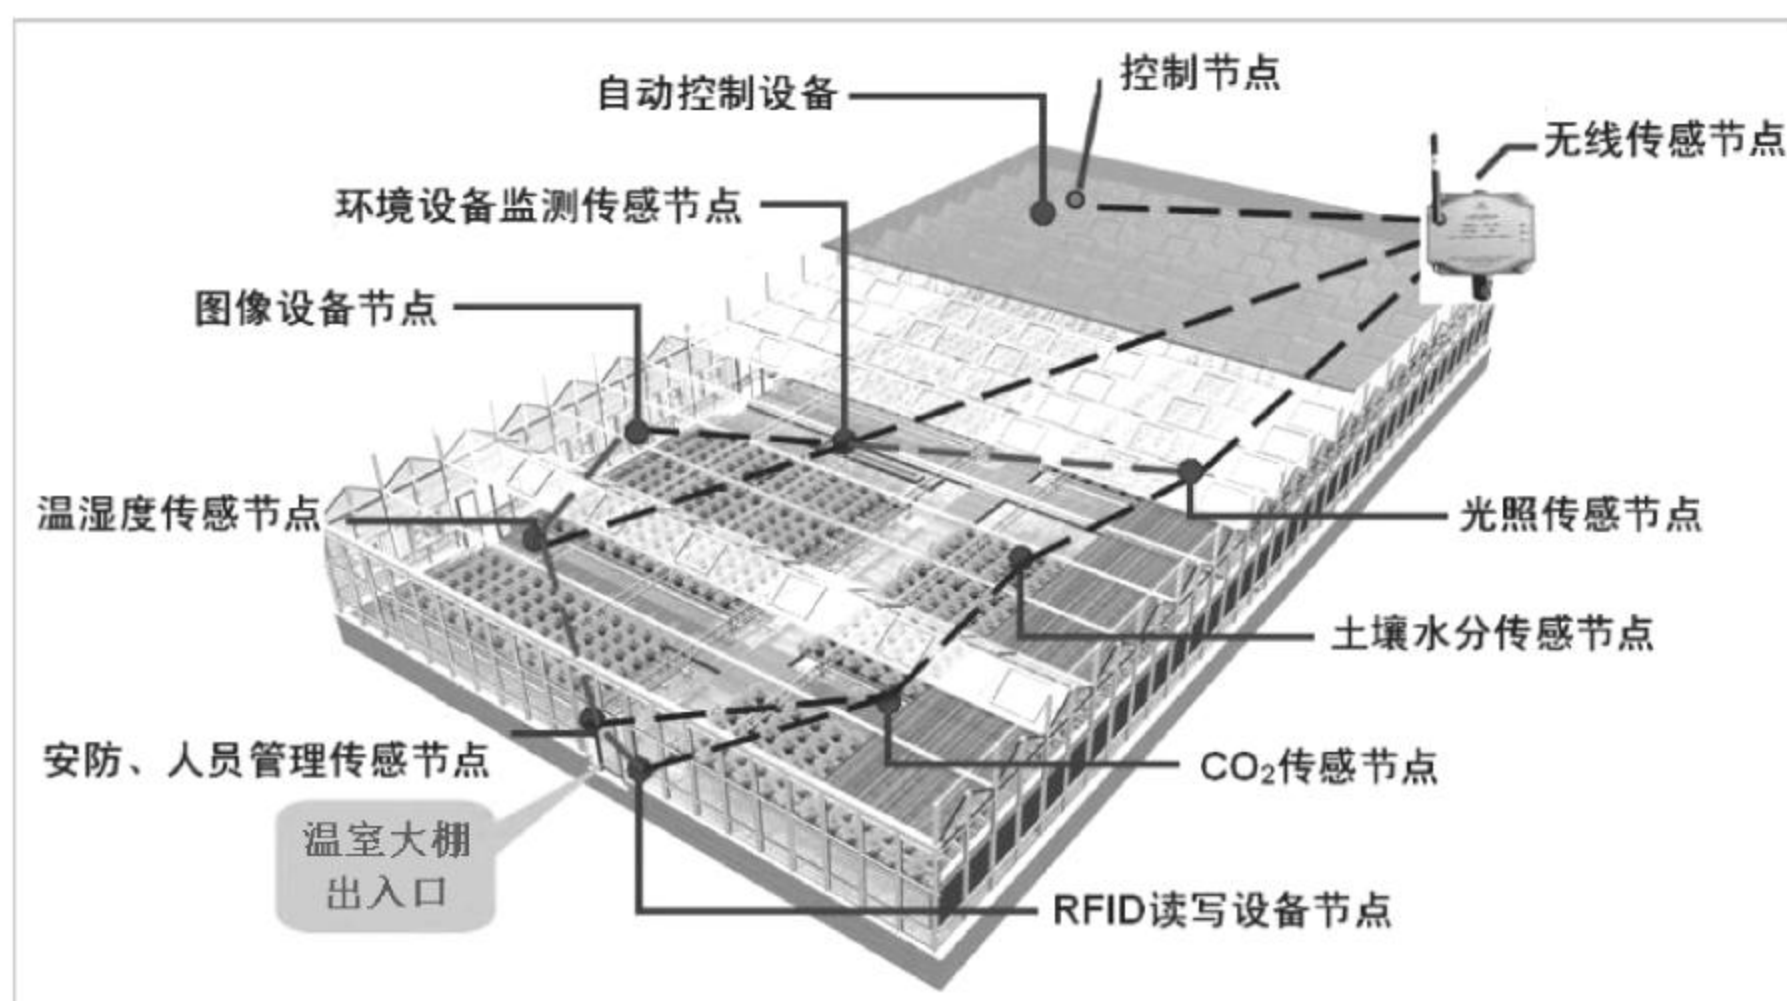 控制节点
自动控制设备
无线传感节点
环境设备监测传感节点
图像设备节点
温湿度传感节点
光照传感节点
土壤水分传感节点
安防、人员管理传感节点
CO₂传感节点
温室大棚
出入口
RFID读写设备节点